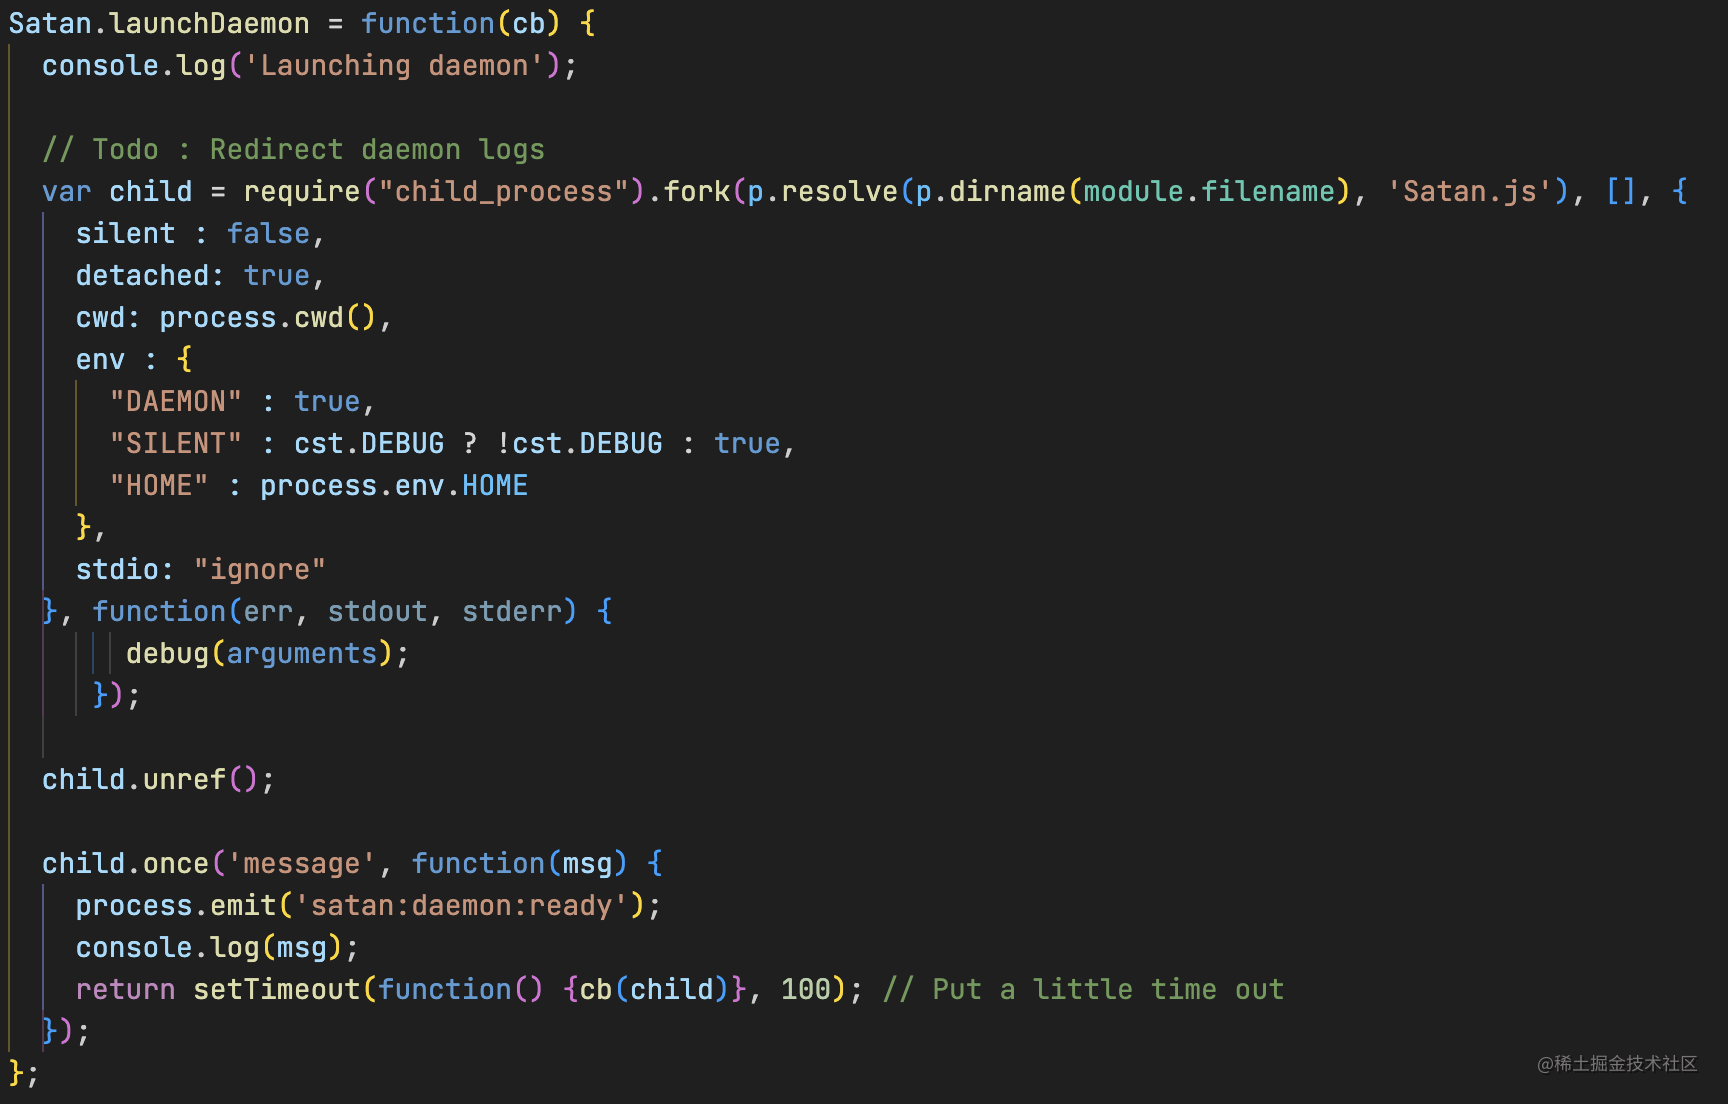 Satan.launchDaemon = function(cb) {
  console.log('Launching daemon');

  // Todo : Redirect daemon logs
  var child = require("child_process").fork(p.resolve(p.dirname(module.filename), 'Satan.js'), [], {
    silent : false,
    detached: true,
    cwd: process.cwd(),
    env : {
      "DAEMON" : true,
      "SILENT" : cst.DEBUG ? !cst.DEBUG : true,
      "HOME" : process.env.HOME
    },
    stdio: "ignore"
  }, function(err, stdout, stderr) {
       debug(arguments);
     });

  child.unref();

  child.once('message', function(msg) {
    process.emit('satan:daemon:ready');
    console.log(msg);
    return setTimeout(function() {cb(child)}, 100); // Put a little time out
  });
};
@稀土掘金技术社区